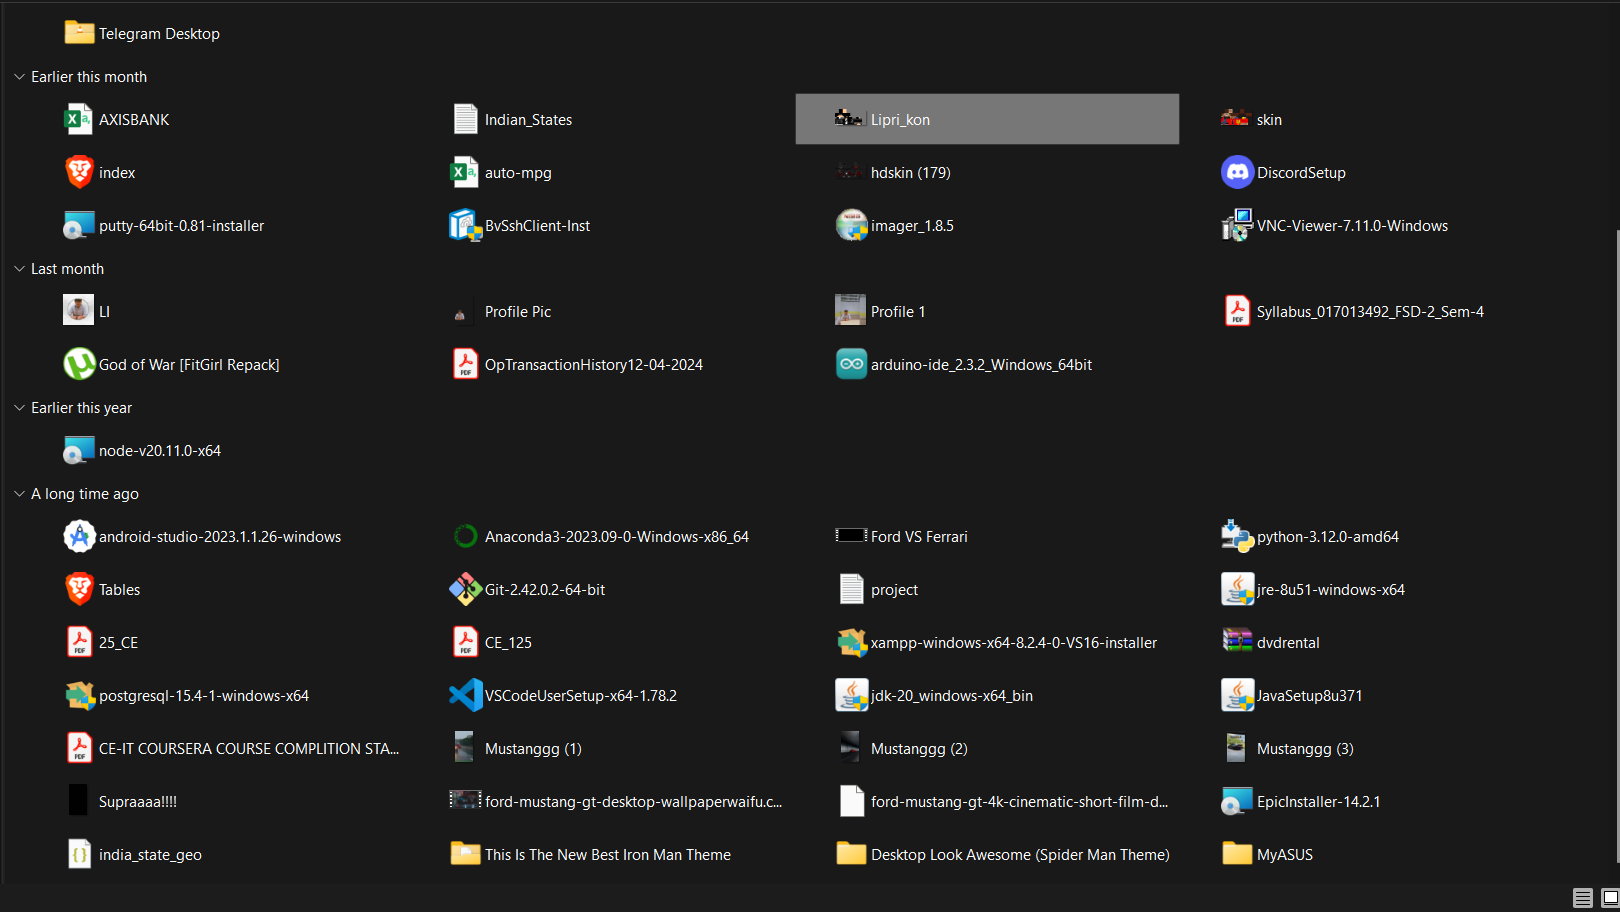 Telegram Desktop
Earlier this month
AXISBANK
Indian_States
Lipri_kon
skin
index
auto-mpg
hdskin (179)
DiscordSetup
putty-64bit-0.81-installer
BvSshClient-Inst
imager_1.8.5
VNC-Viewer-7.11.0-Windows
Last month
LI
Profile Pic
Profile 1
Syllabus_017013492_FSD-2_Sem-4
God of War [FitGirl Repack]
OpTransactionHistory12-04-2024
arduino-ide_2.3.2_Windows_64bit
Earlier this year
node-v20.11.0-x64
A long time ago
android-studio-2023.1.1.26-windows
Anaconda3-2023.09-0-Windows-x86_64
Ford VS Ferrari
python-3.12.0-amd64
Tables
Git-2.42.0.2-64-bit
project
jre-8u51-windows-x64
25_CE
CE_125
xampp-windows-x64-8.2.4-0-VS16-installer
dvdrental
postgresql-15.4-1-windows-x64
VSCodeUserSetup-x64-1.78.2
jdk-20_windows-x64_bin
JavaSetup8u371
CE-IT COURSERA COURSE COMPLITION STA...
Mustanggg (1)
Mustanggg (2)
Mustanggg (3)
Supraaaa!!!!
ford-mustang-gt-desktop-wallpaperwaifu.c...
ford-mustang-gt-4k-cinematic-short-film-d...
EpicInstaller-14.2.1
india_state_geo
This Is The New Best Iron Man Theme
Desktop Look Awesome (Spider Man Theme)
MyASUS